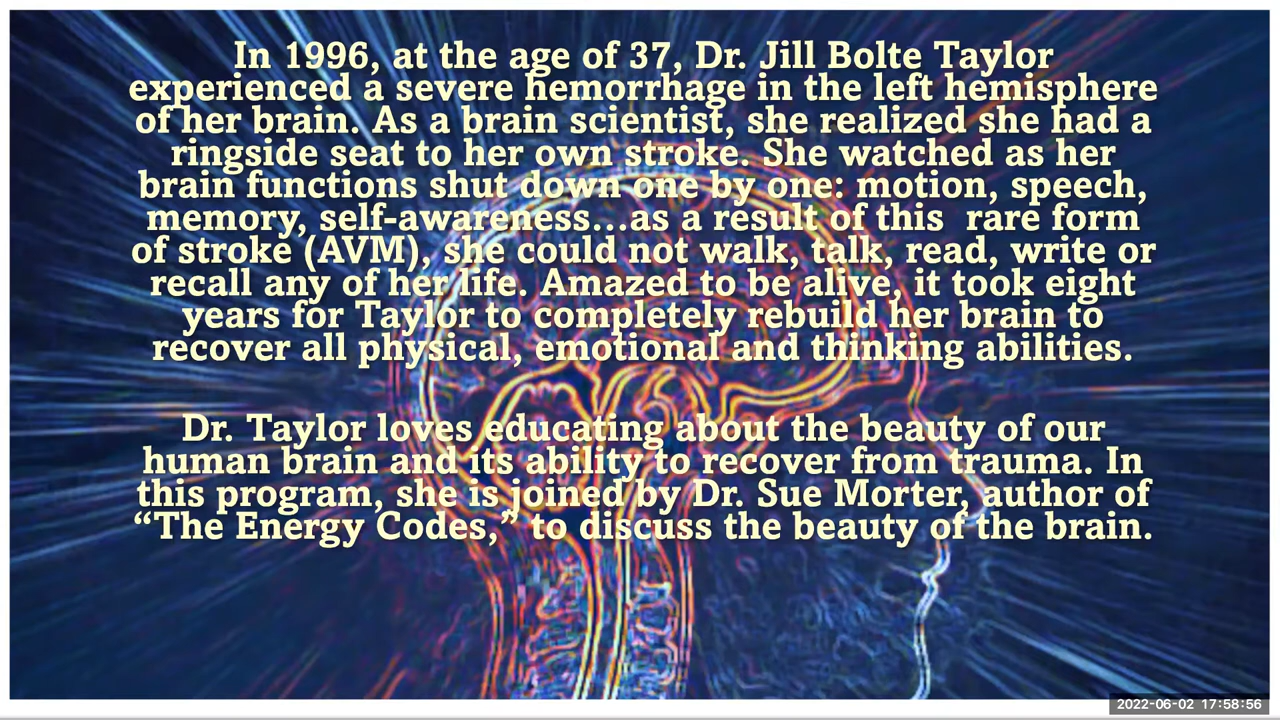 In 1996, at the age of 37, Dr. Jill Bolte Taylor
experienced a severe hemorrhage in the left hemisphere
of her brain. As a brain scientist, she realized she had a
ringside seat to her own stroke. She watched as her
brain functions shut down one by one: motion, speech,
memory, self-awareness...as a result of this  rare form
of stroke (AVM), she could not walk, talk, read, write or
recall any of her life. Amazed to be alive, it took eight
years for Taylor to completely rebuild her brain to
recover all physical, emotional and thinking abilities.
Dr. Taylor loves educating about the beauty of our
human brain and its ability to recover from trauma. In
this program, she is joined by Dr. Sue Morter, author of
“The Energy Codes,” to discuss the beauty of the brain.
2022-06-02 17:58:56